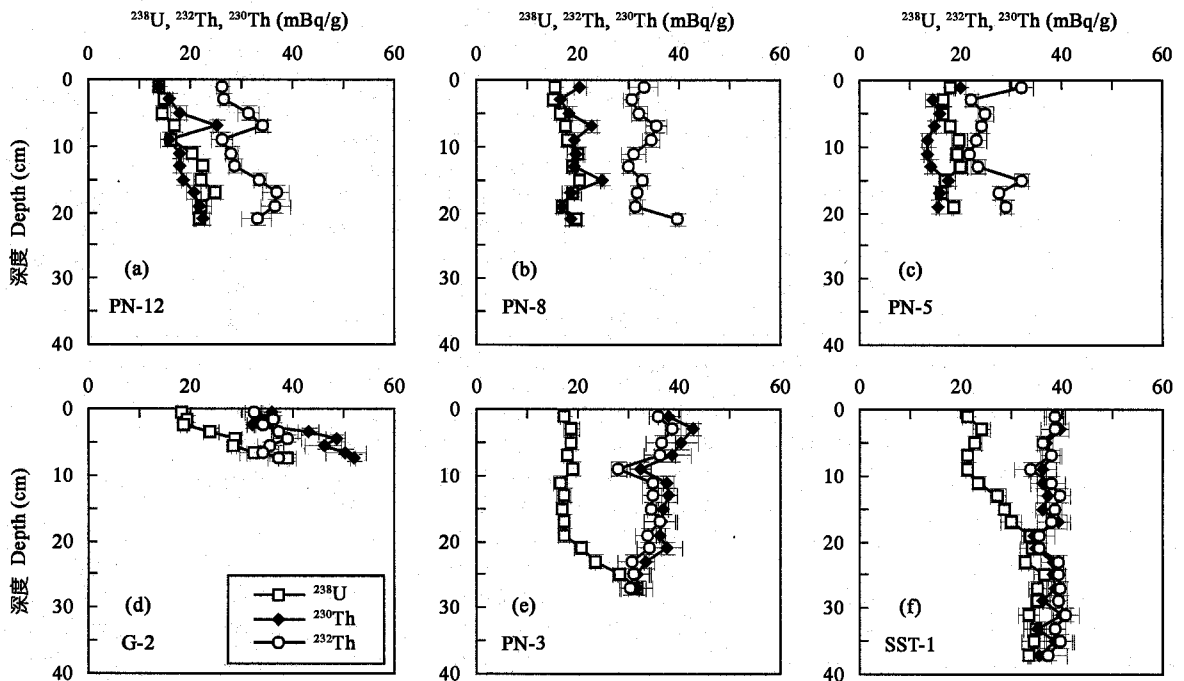 ²³⁸U, ²³²Th, ²³⁰Th (mBq/g)
²³⁸U, ²³²Th, ²³⁰Th (mBq/g)
²³⁸U, ²³²Th, ²³⁰Th (mBq/g)
0 20 40 60
0 20 40 60
0 20 40 60
深度 Depth (cm)
0
10
20
30
40
(a)
PN-12
0
10
20
30
40
(b)
PN-8
0
10
20
30
40
(c)
PN-5
0 20 40 60
0 20 40 60
0 20 40 60
深度 Depth (cm)
0
10
20
30
40
(d)
G-2
²³⁸U
²³⁰Th
²³²Th
0
10
20
30
40
(e)
PN-3
0
10
20
30
40
(f)
SST-1